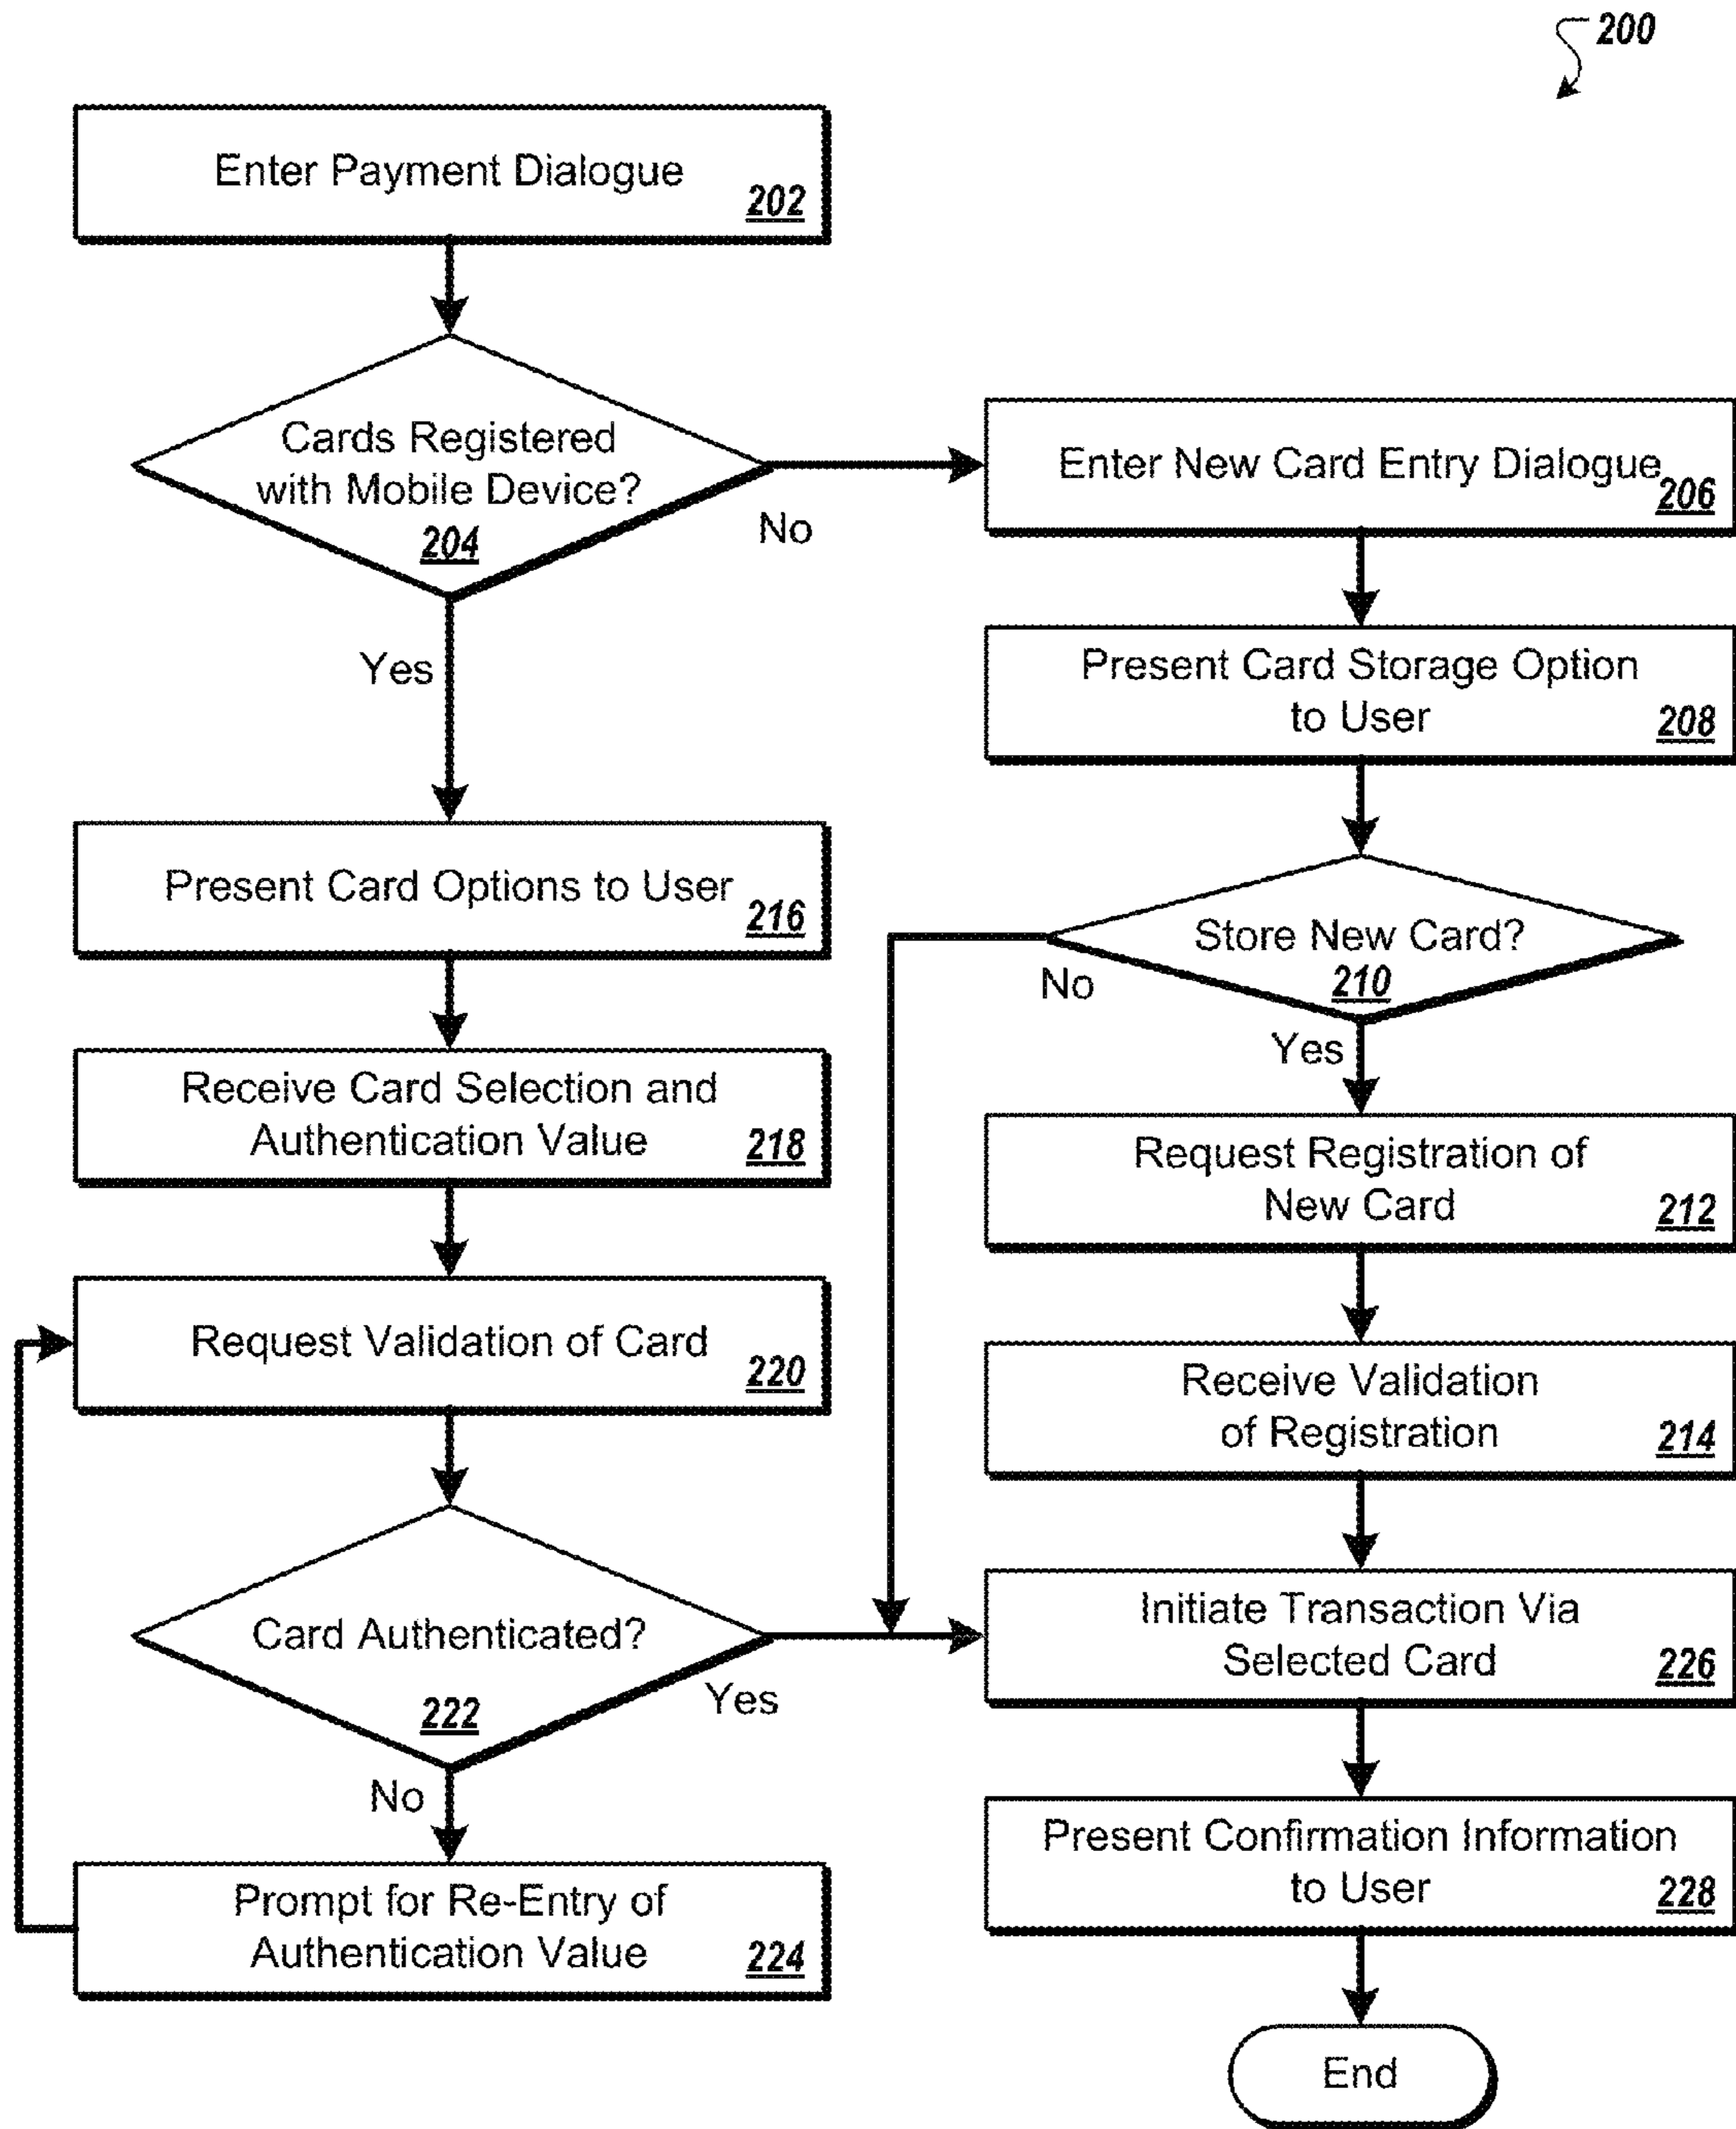 200
Enter Payment Dialogue
202
Cards Registered
with Mobile Device?
204
No
Yes
Enter New Card Entry Dialogue
206
Present Card Storage Option
to User
208
Store New Card?
210
No
Yes
Request Registration of
New Card
212
Receive Validation
of Registration
214
Present Card Options to User
216
Receive Card Selection and
Authentication Value
218
Request Validation of Card
220
Card Authenticated?
222
Yes
No
Prompt for Re-Entry of
Authentication Value
224
Initiate Transaction Via
Selected Card
226
Present Confirmation Information
to User
228
End